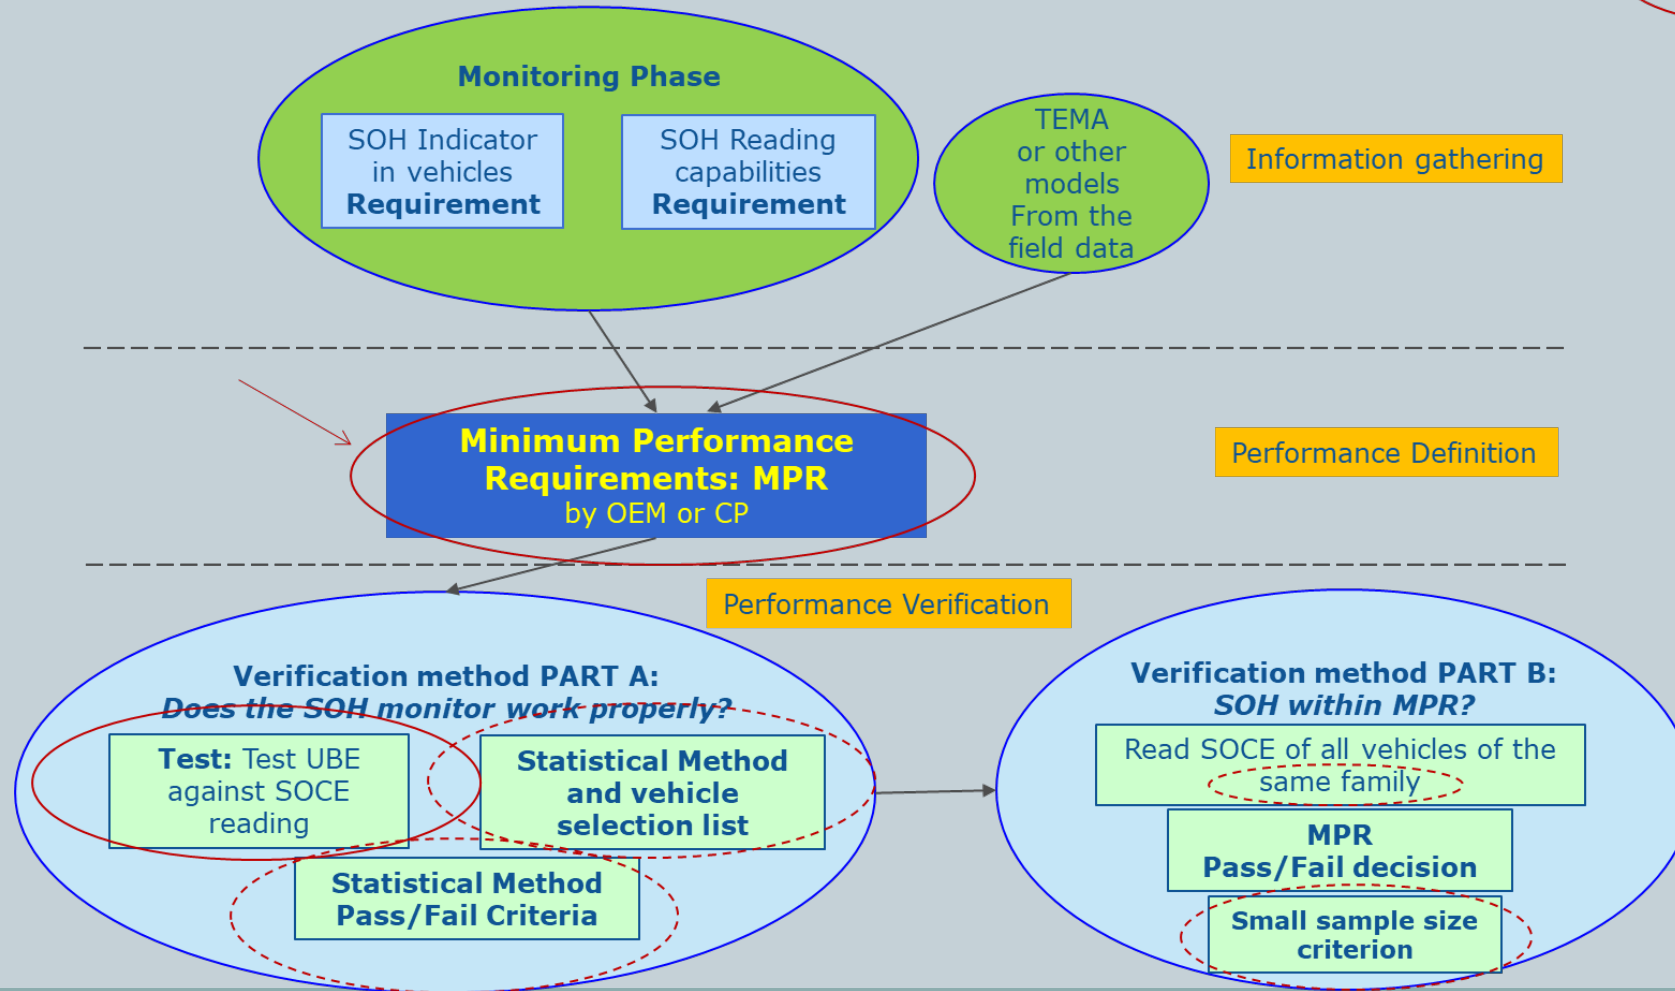 Monitoring Phase
SOH Indicator
in vehicles
Requirement
SOH Reading
capabilities
Requirement
TEMA
or other
models
From the
field data
Information gathering
Minimum Performance
Requirements: MPR
by OEM or CP
Performance Definition
Performance Verification
Verification method PART A:
Does the SOH monitor work properly?
Test: Test UBE
against SOCE
reading
Statistical Method
and vehicle
selection list
Statistical Method
Pass/Fail Criteria
Verification method PART B:
SOH within MPR?
Read SOCE of all vehicles of the
same family
MPR
Pass/Fail decision
Small sample size
criterion